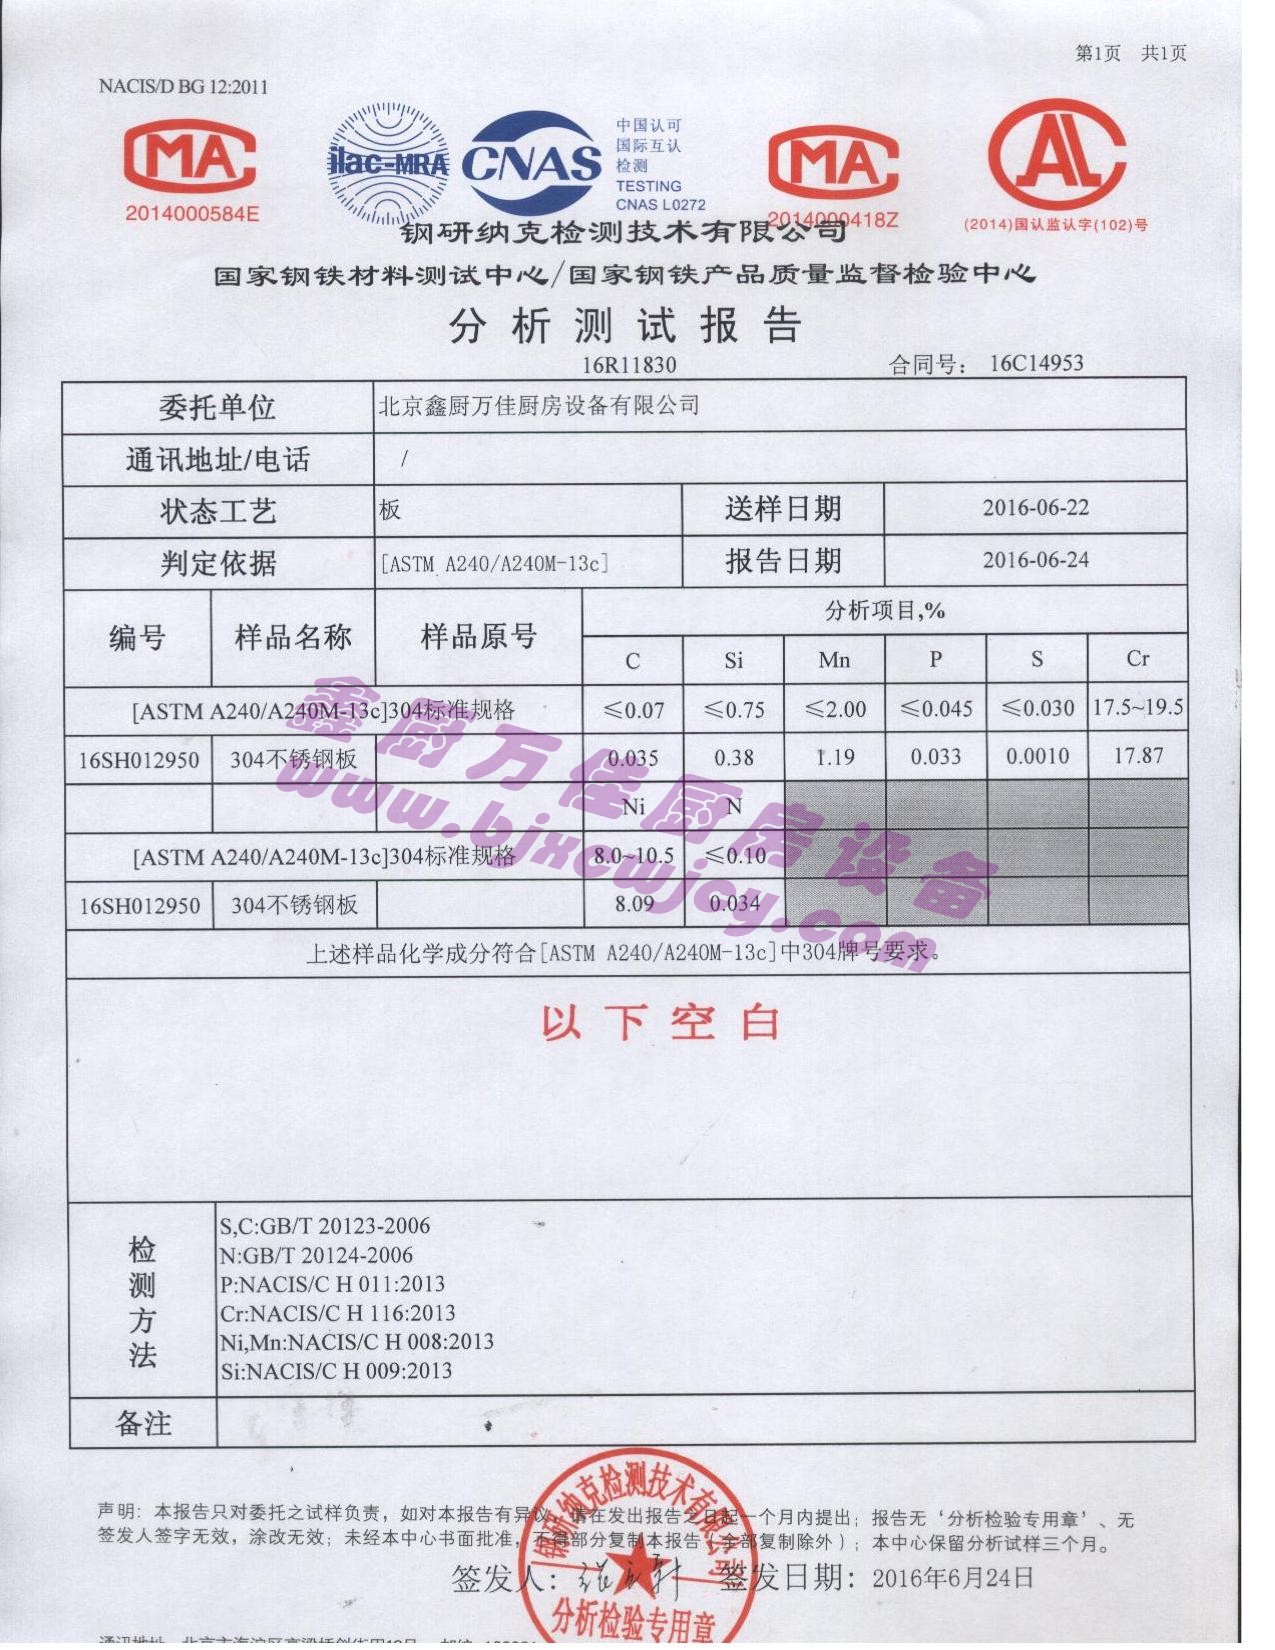 第1页 共1页
NACIS/D BG 12:2011
MA
2014000584E
ilac-MRA
CNAS
中国认可
国际互认
检测
TESTING
CNAS L0272
MA
2014000418Z
AL
(2014)国认监认字(102)号
钢研纳克检测技术有限公司
国家钢铁材料测试中心/国家钢铁产品质量监督检验中心
分析测试报告
16R11830 合同号: 16C14953
委托单位 北京鑫厨万佳厨房设备有限公司
通讯地址/电话 /
状态工艺 板 送样日期 2016-06-22
判定依据 [ASTM A240/A240M-13c] 报告日期 2016-06-24
编号 样品名称 样品原号 分析项目,%
C Si Mn P S Cr
[ASTM A240/A240M-13c]304标准规格 ≤0.07 ≤0.75 ≤2.00 ≤0.045 ≤0.030 17.5~19.5
16SH012950 304不锈钢板 0.035 0.38 1.19 0.033 0.0010 17.87
Ni N
[ASTM A240/A240M-13c]304标准规格 8.0~10.5 ≤0.10
16SH012950 304不锈钢板 8.09 0.034
上述样品化学成分符合[ASTM A240/A240M-13c]中304牌号要求。
鑫厨万佳厨房设备
www.bjxcwjcy.com
以下空白
检测方法
S,C:GB/T 20123-2006
N:GB/T 20124-2006
P:NACIS/C H 011:2013
Cr:NACIS/C H 116:2013
Ni,Mn:NACIS/C H 008:2013
Si:NACIS/C H 009:2013
备注
声明: 本报告只对委托之试样负责，如对本报告有异议，请在发出报告之日起一个月内提出; 报告无‘分析检验专用章’、无
签发人签字无效，涂改无效; 未经本中心书面批准，不得部分复制本报告(全部复制除外); 本中心保留分析试样三个月。
签发人: 签发日期: 2016年6月24日
钢研纳克检测技术有限公司
分析检验专用章